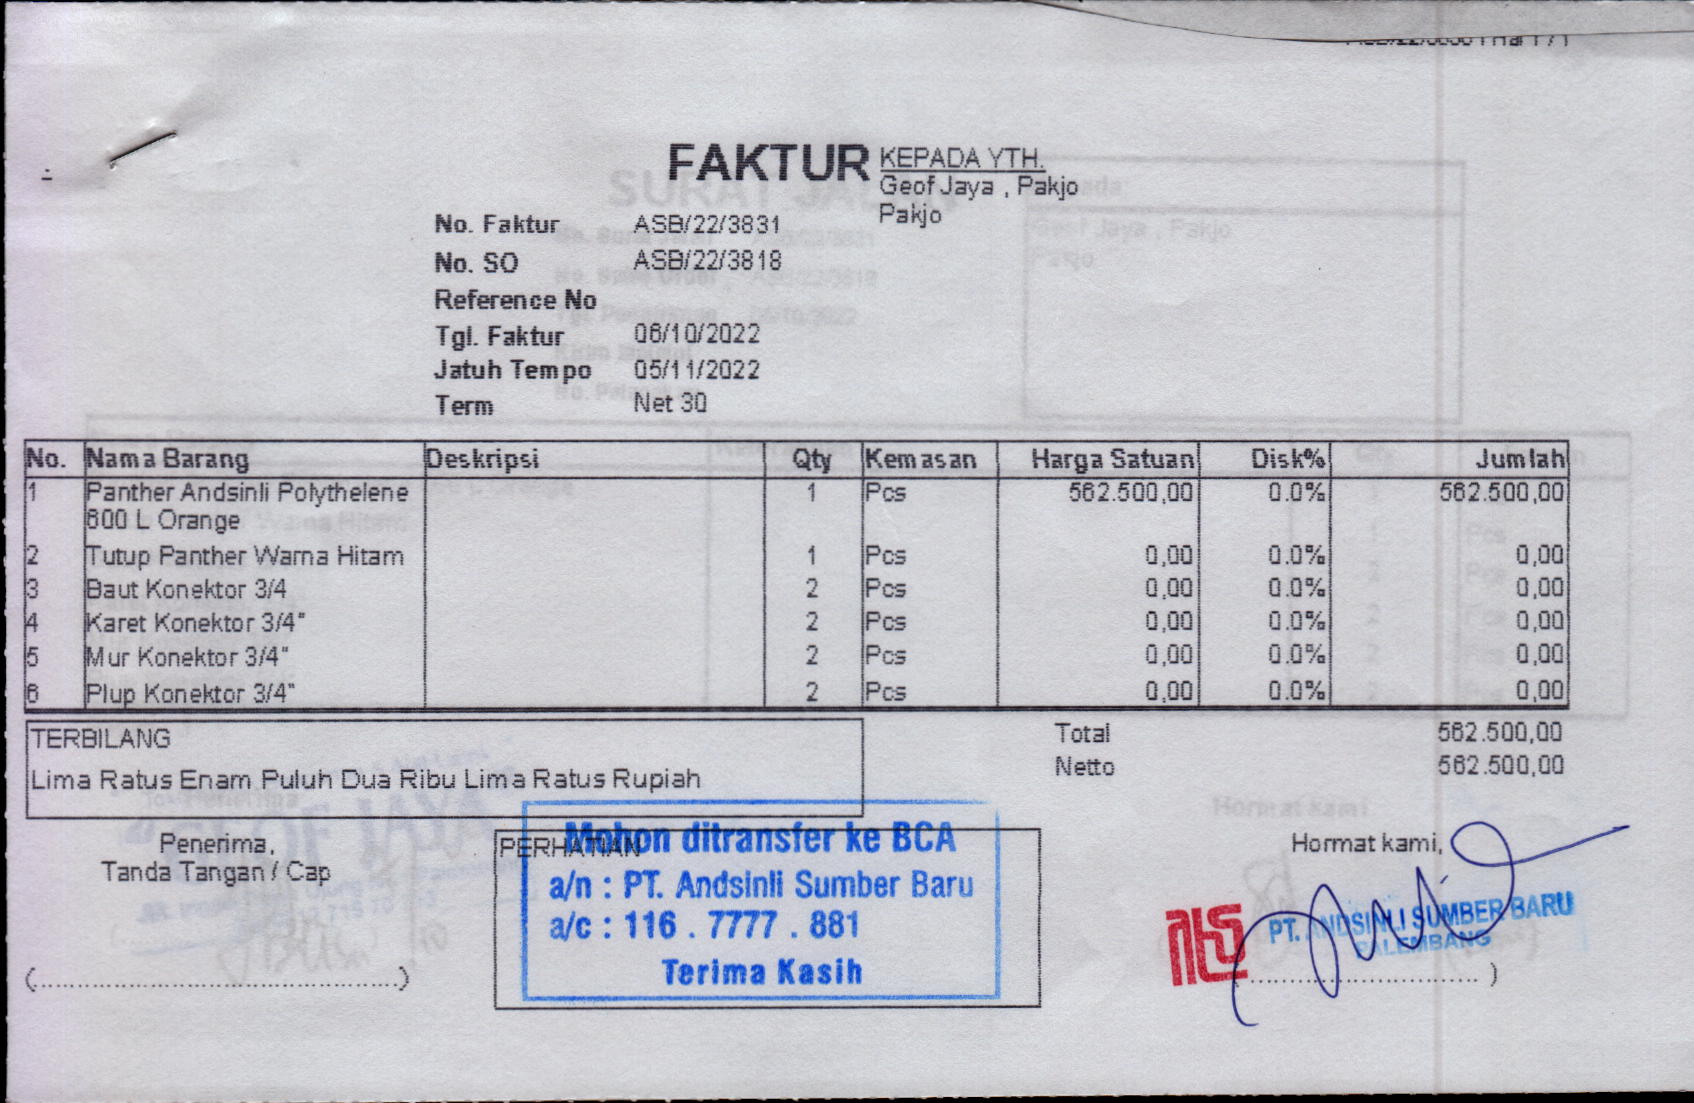 FAKTUR
KEPADA YTH.
Geof Jaya , Pakjo
Pakjo
No. Faktur ASB/22/3831
No. SO ASB/22/3818
Reference No
Tgl. Faktur 06/10/2022
Jatuh Tempo 05/11/2022
Term Net 30
No. Nama Barang Deskripsi Qty Kemasan Harga Satuan Disk% Jumlah
1 Panther Andsinli Polythelene 1 Pcs 562.500,00 0.0% 562.500,00
600 L Orange
2 Tutup Panther Warna Hitam 1 Pcs 0,00 0.0% 0,00
3 Baut Konektor 3/4 2 Pcs 0,00 0.0% 0,00
4 Karet Konektor 3/4" 2 Pcs 0,00 0.0% 0,00
5 Mur Konektor 3/4" 2 Pcs 0,00 0.0% 0,00
6 Plup Konektor 3/4" 2 Pcs 0,00 0.0% 0,00
TERBILANG
Lima Ratus Enam Puluh Dua Ribu Lima Ratus Rupiah
Total 562.500,00
Netto 562.500,00
Penerima,
Tanda Tangan / Cap
(............................................)
PERHATIAN
Mohon ditransfer ke BCA
a/n : PT. Andsinli Sumber Baru
a/c : 116 . 7777 . 881
Terima Kasih
Hormat kami,
PT. ANDSINLI SUMBER BARU
PALEMBANG
(............................)